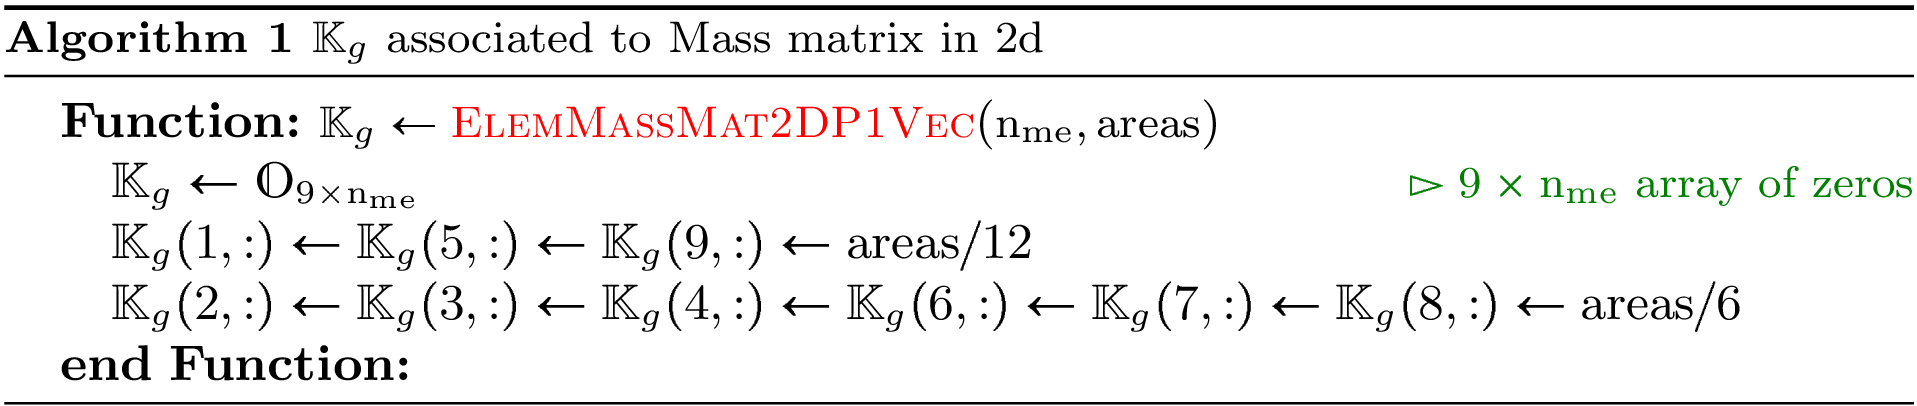 Algorithm 1 𝕂g associated to Mass matrix in 2d
Function: 𝕂g ← ElemMassMat2DP1Vec(nme, areas)
𝕂g ← 𝕆9×nme ▷ 9 × nme array of zeros
𝕂g(1, :) ← 𝕂g(5, :) ← 𝕂g(9, :) ← areas/12
𝕂g(2, :) ← 𝕂g(3, :) ← 𝕂g(4, :) ← 𝕂g(6, :) ← 𝕂g(7, :) ← 𝕂g(8, :) ← areas/6
end Function: